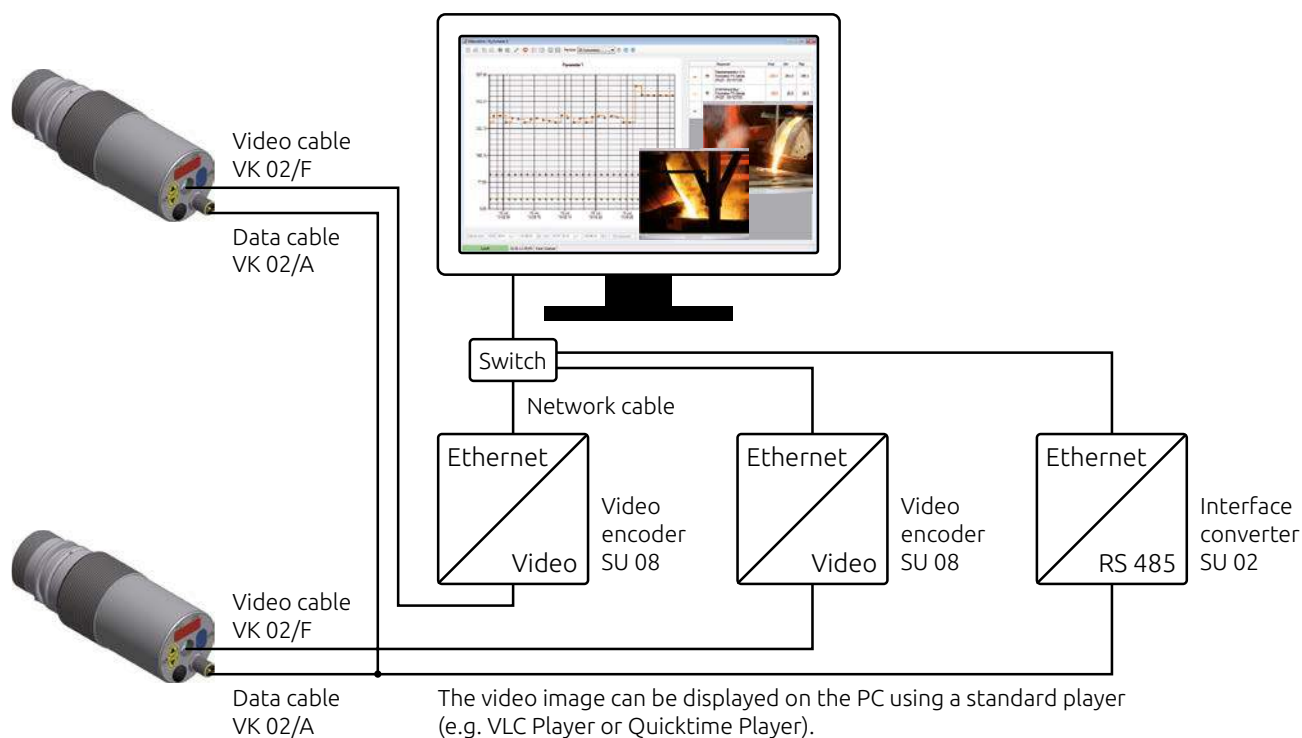 Video cable
VK 02/F
Data cable
VK 02/A
Switch
Network cable
Ethernet
Video
Video
encoder
SU 08
Ethernet
Video
Video
encoder
SU 08
Ethernet
RS 485
Interface
converter
SU 02
Video cable
VK 02/F
Data cable
VK 02/A
The video image can be displayed on the PC using a standard player
(e.g. VLC Player or Quicktime Player).